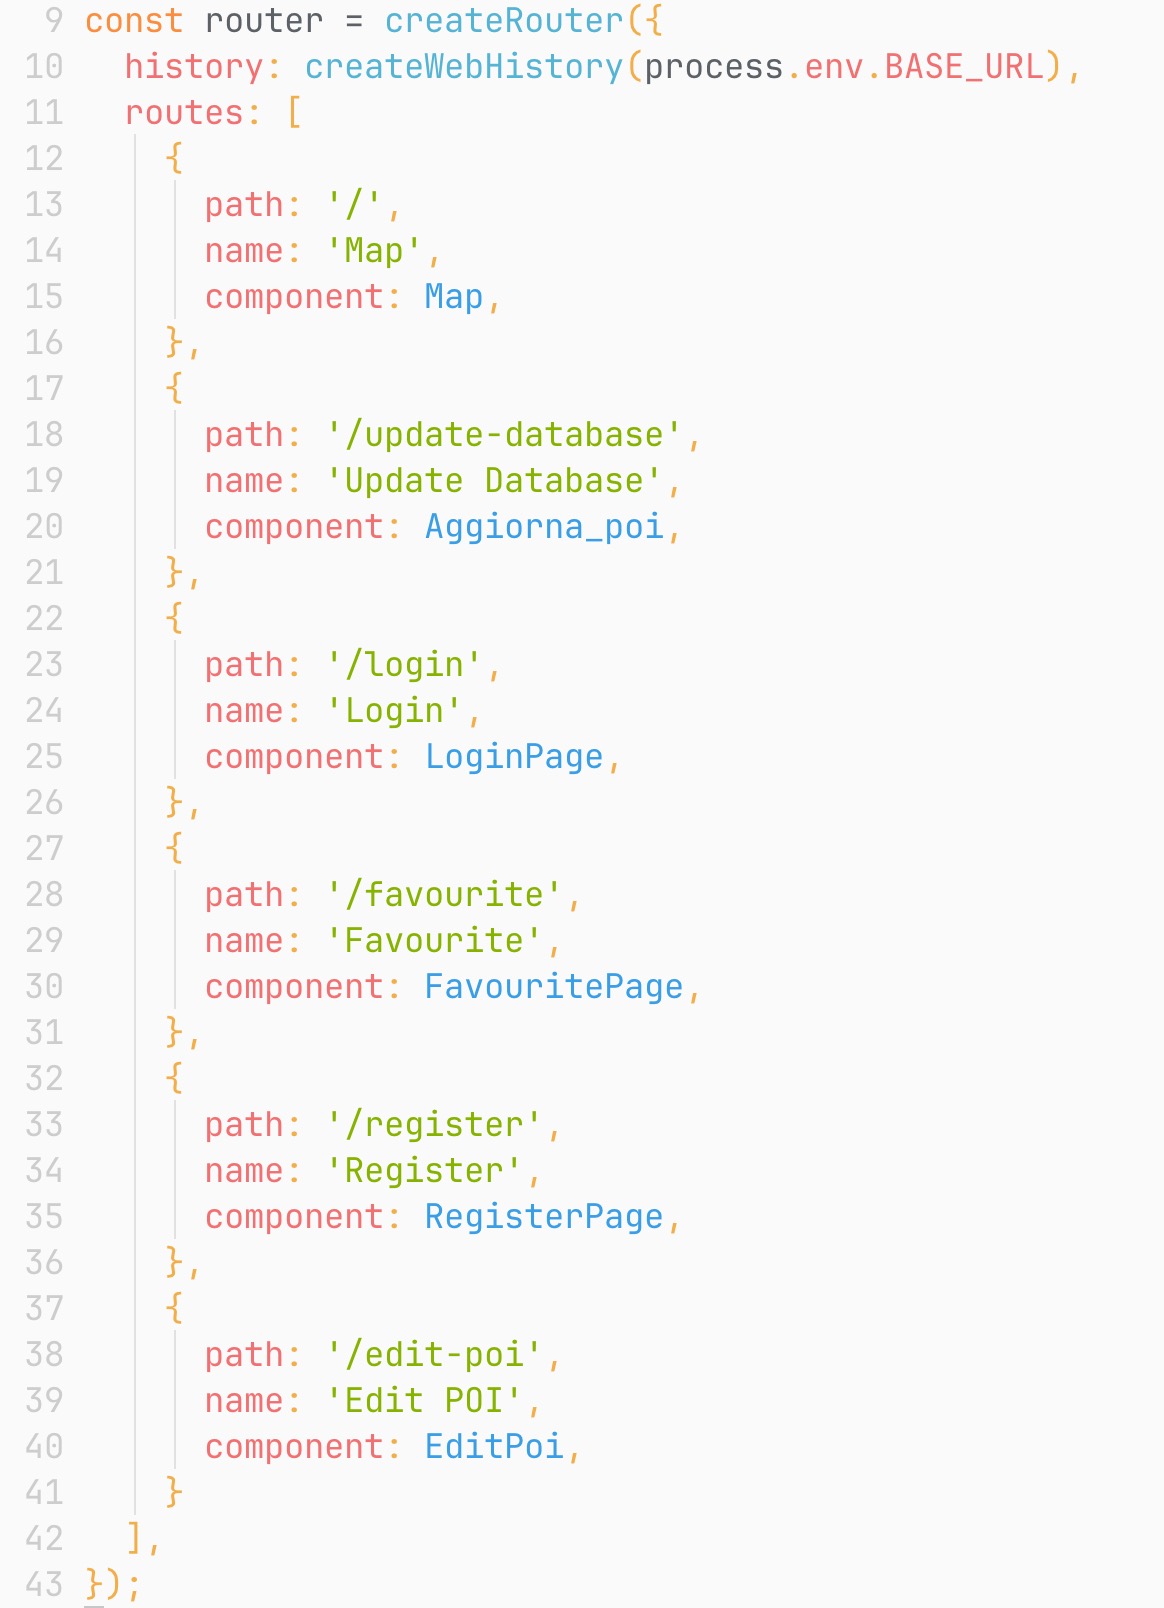 9 const router = createRouter({
10   history: createWebHistory(process.env.BASE_URL),
11   routes: [
12     {
13       path: '/',
14       name: 'Map',
15       component: Map,
16     },
17     {
18       path: '/update-database',
19       name: 'Update Database',
20       component: Aggiorna_poi,
21     },
22     {
23       path: '/login',
24       name: 'Login',
25       component: LoginPage,
26     },
27     {
28       path: '/favourite',
29       name: 'Favourite',
30       component: FavouritePage,
31     },
32     {
33       path: '/register',
34       name: 'Register',
35       component: RegisterPage,
36     },
37     {
38       path: '/edit-poi',
39       name: 'Edit POI',
40       component: EditPoi,
41     }
42   ],
43 });